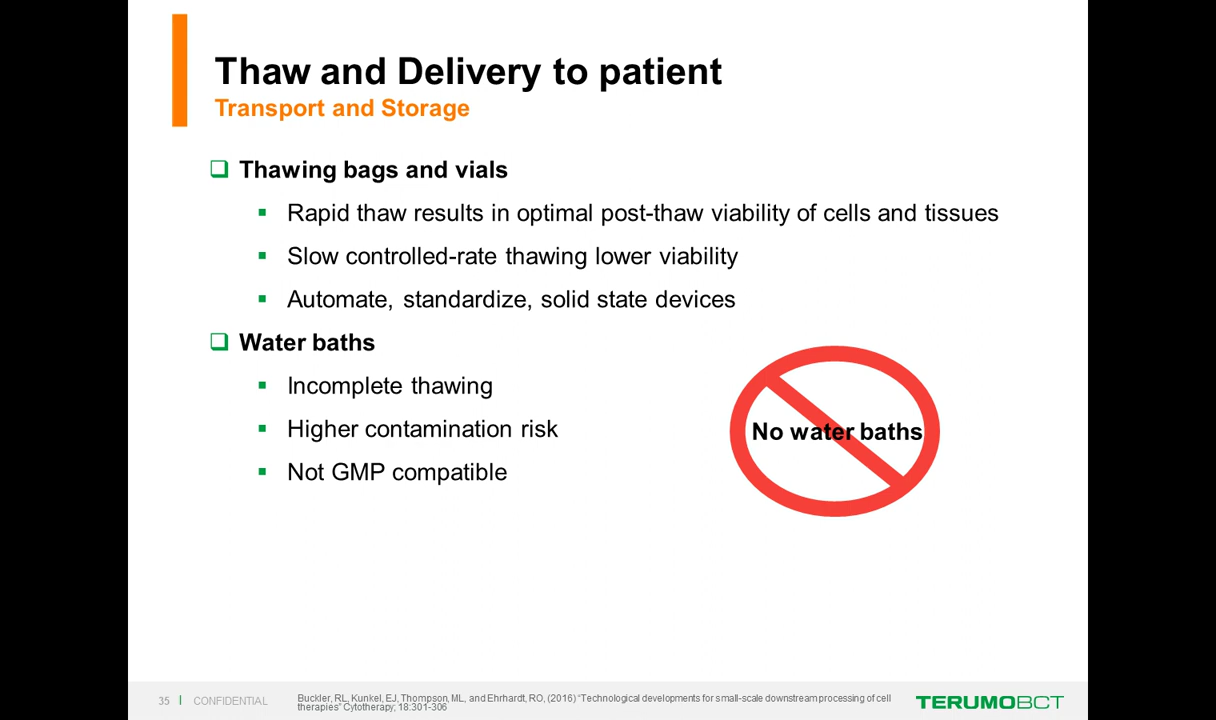 Thaw and Delivery to patient
Transport and Storage
Thawing bags and vials
Rapid thaw results in optimal post-thaw viability of cells and tissues
Slow controlled-rate thawing lower viability
Automate, standardize, solid state devices
Water baths
Incomplete thawing
Higher contamination risk
Not GMP compatible
No water baths
35 | CONFIDENTIAL
Buckler, RL, Kunkel, EJ, Thompson, ML, and Ehrhardt, RO, (2016) “Technological developments for small-scale downstream processing of cell
therapies” Cytotherapy; 18:301-306
TERUMOBCT